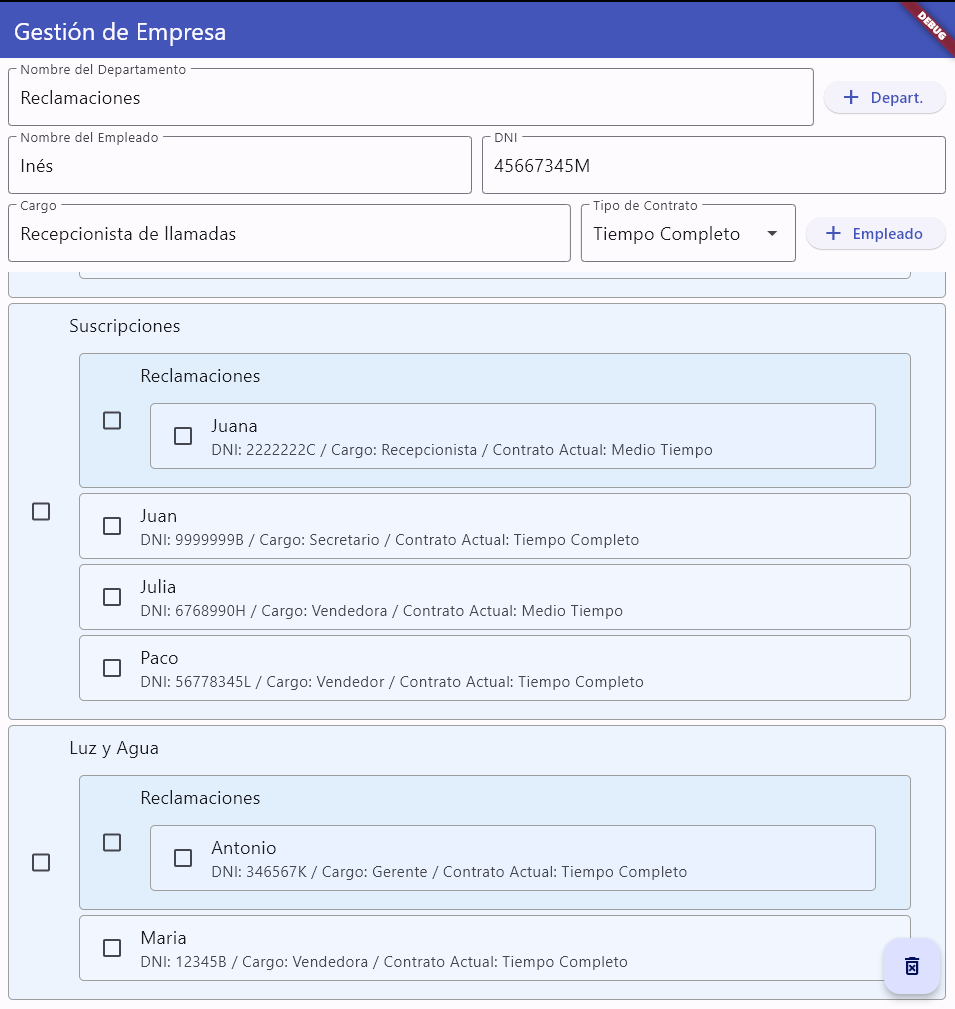 Gestión de Empresa
DEBUG
Nombre del Departamento
Reclamaciones
+ Depart.
Nombre del Empleado
Inés
DNI
45667345M
Cargo
Recepcionista de llamadas
Tipo de Contrato
Tiempo Completo
+ Empleado
Suscripciones
Reclamaciones
Juana
DNI: 2222222C / Cargo: Recepcionista / Contrato Actual: Medio Tiempo
Juan
DNI: 9999999B / Cargo: Secretario / Contrato Actual: Tiempo Completo
Julia
DNI: 6768990H / Cargo: Vendedora / Contrato Actual: Medio Tiempo
Paco
DNI: 56778345L / Cargo: Vendedor / Contrato Actual: Tiempo Completo
Luz y Agua
Reclamaciones
Antonio
DNI: 346567K / Cargo: Gerente / Contrato Actual: Tiempo Completo
Maria
DNI: 12345B / Cargo: Vendedora / Contrato Actual: Tiempo Completo